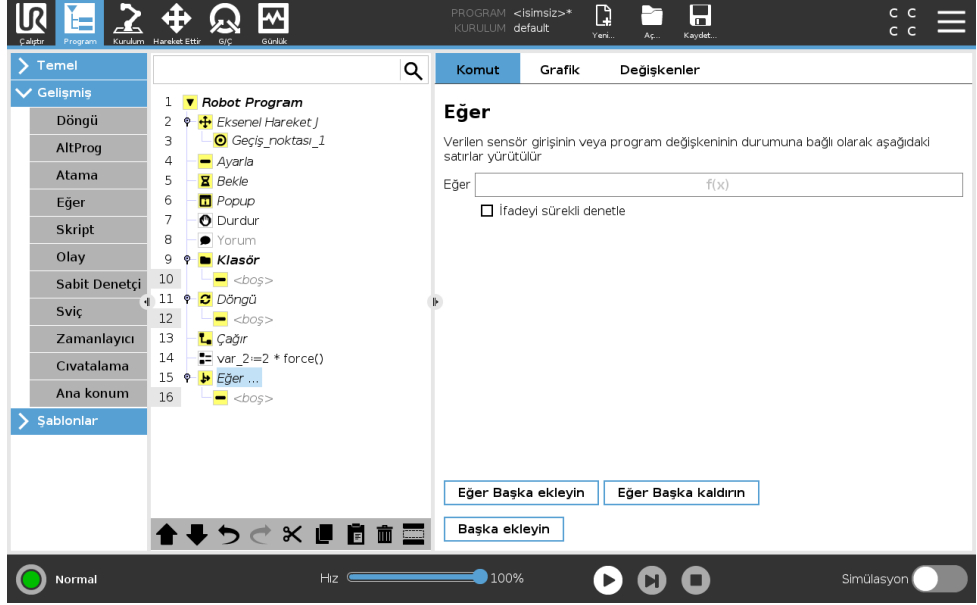 PROGRAM <isimsiz>*
KURULUM default
Çalıştır Program Kurulum Hareket Ettir G/Ç Günlük Yeni... Aç... Kaydet...
C C
C C
Temel
Gelişmiş
Döngü
AltProg
Atama
Eğer
Skript
Olay
Sabit Denetçi
Sviç
Zamanlayıcı
Cıvatalama
Ana konum
Şablonlar
1 Robot Program
2 Eksenel Hareket J
3 Geçiş_noktası_1
4 Ayarla
5 Bekle
6 Popup
7 Durdur
8 Yorum
9 Klasör
10 <boş>
11 Döngü
12 <boş>
13 Çağır
14 var_2:=2 * force()
15 Eğer ...
16 <boş>
Komut Grafik Değişkenler
Eğer
Verilen sensör girişinin veya program değişkeninin durumuna bağlı olarak aşağıdaki
satırlar yürütülür
Eğer f(x)
İfadeyi sürekli denetle
Eğer Başka ekleyin Eğer Başka kaldırın
Başka ekleyin
Normal Hız 100% Simülasyon